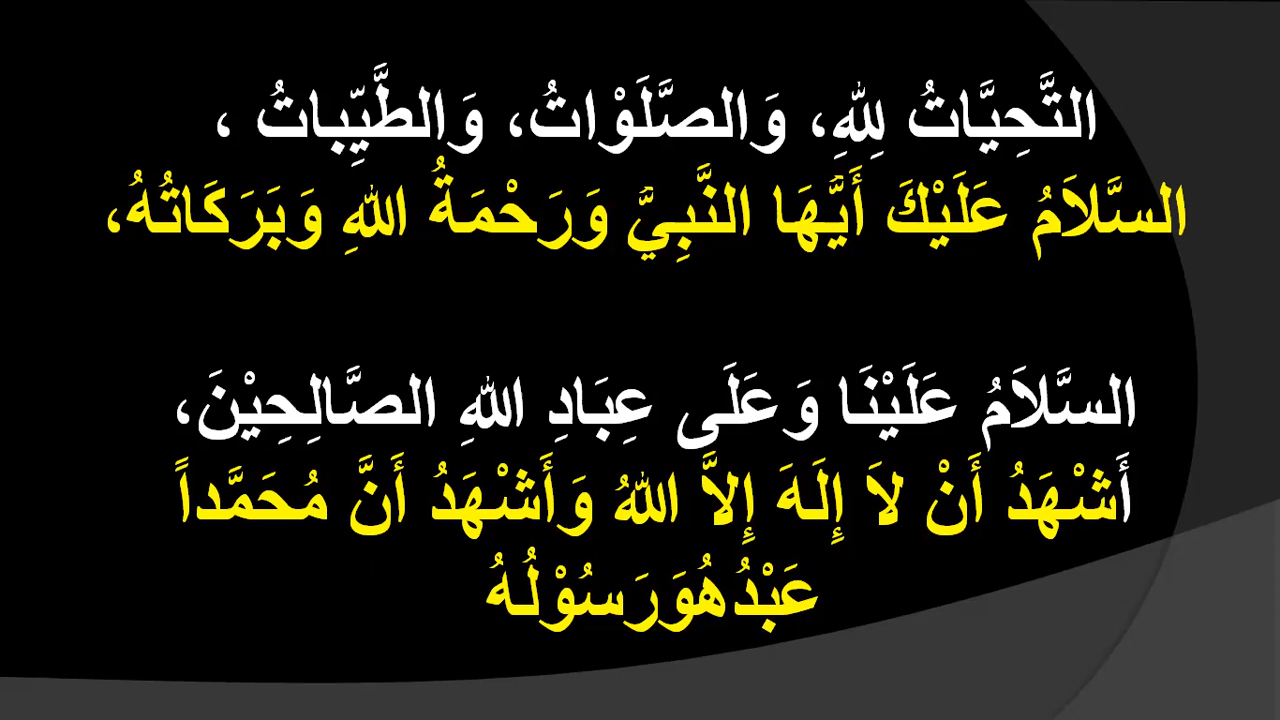 التَّحِيَّاتُ لِلهِ، وَالصَّلَوْاتُ، وَالطَّيِّباتُ ،
السَّلاَمُ عَلَيْكَ أَيُّهَا النَّبِيُّ وَرَحْمَةُ اللهِ وَبَرَكَاتُهُ،
السَّلاَمُ عَلَيْنَا وَعَلَى عِبَادِ اللهِ الصَّالِحِيْنَ،
أَشْهَدُ أَنْ لاَ إِلَهَ إِلاَّ اللهُ وَأَشْهَدُ أَنَّ مُحَمَّداً
عَبْدُهُوَرَسُوْلُهُ